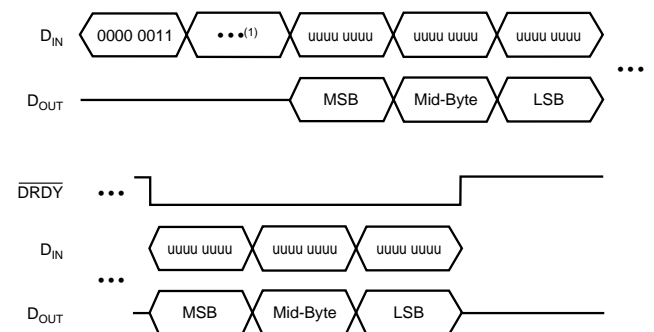 DIN 0000 0011 •••(1) uuuu uuuu uuuu uuuu uuuu uuuu
•••
DOUT MSB Mid-Byte LSB
DRDY •••
DIN uuuu uuuu uuuu uuuu uuuu uuuu
•••
DOUT MSB Mid-Byte LSB